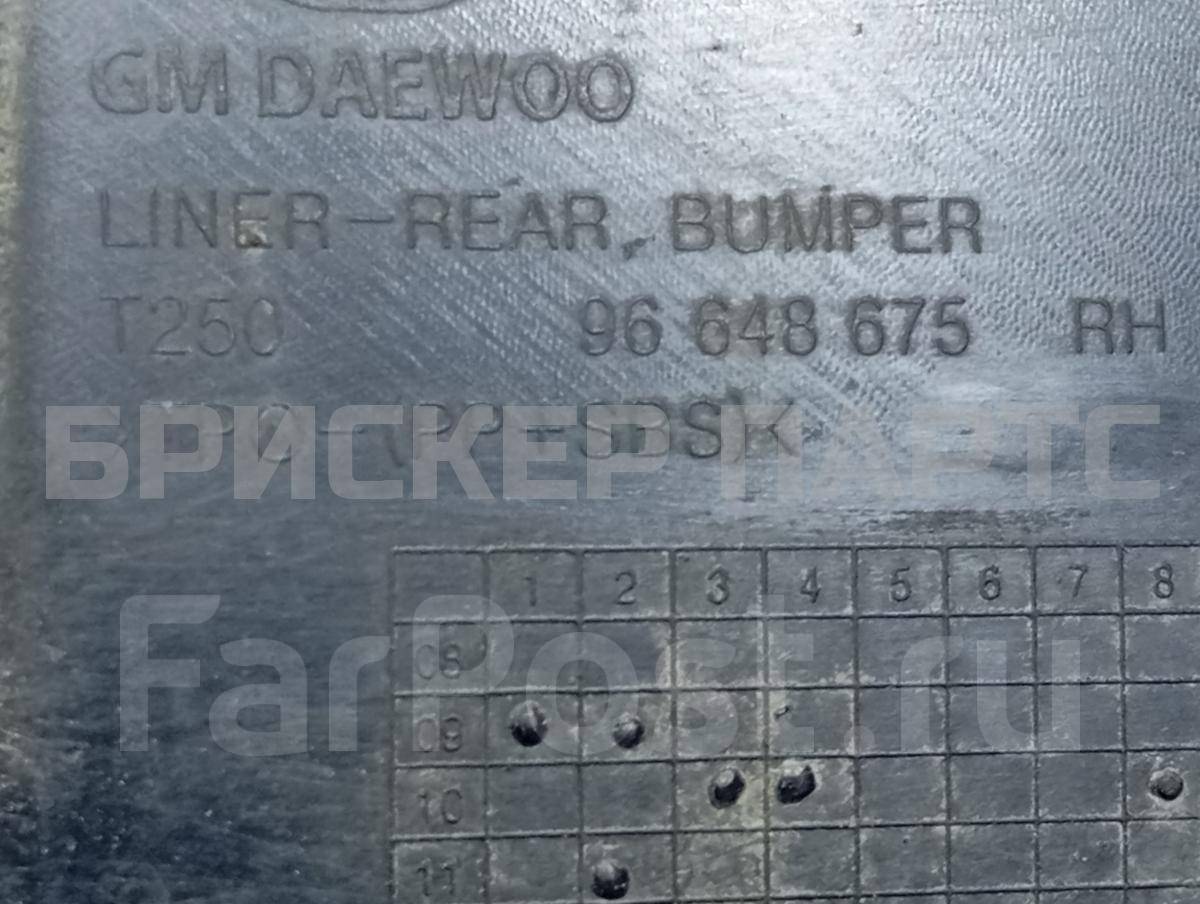 GM DAEWOO
LINER-REAR, BUMPER
T250 96 648 675 RH
БРИСКЕР ПАРТС
1 2 3 4 5 6 7 8
FarPost.ru
08
09
10
11